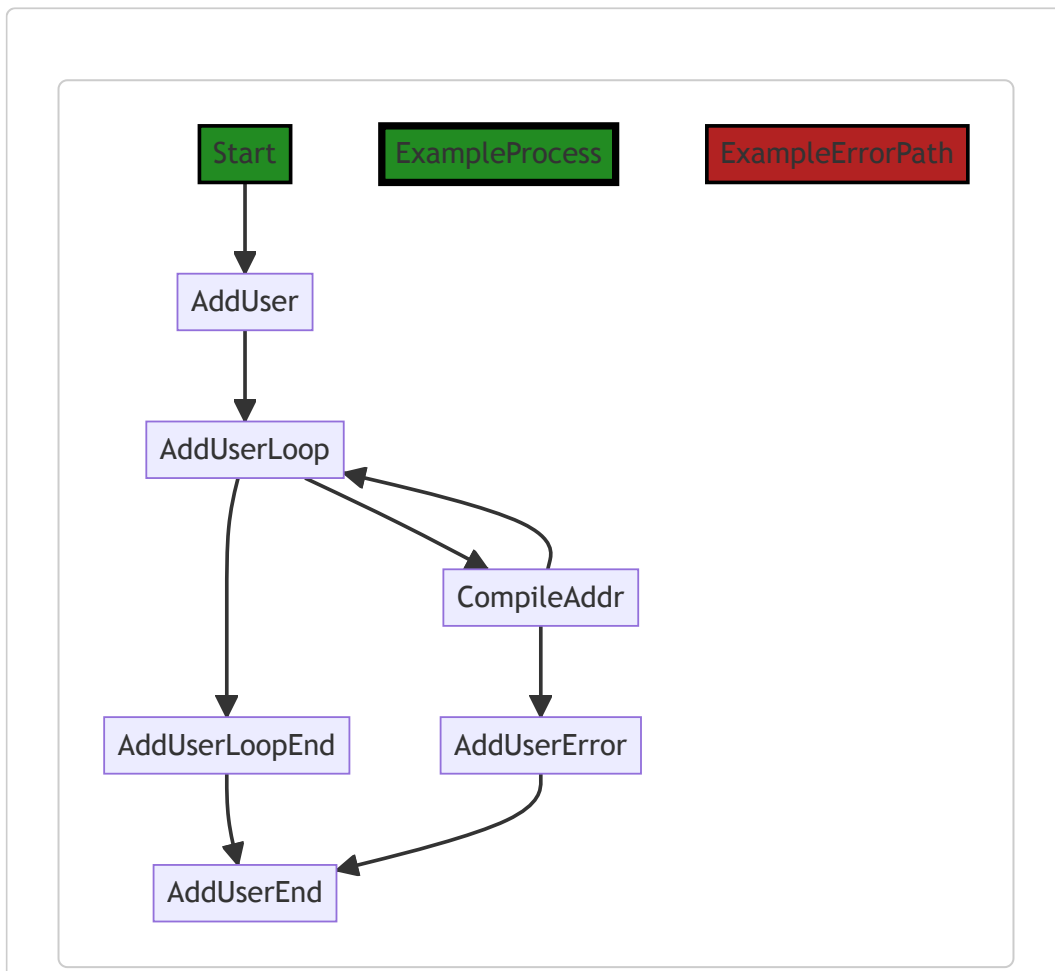 Start
ExampleProcess
ExampleErrorPath
AddUser
AddUserLoop
CompileAddr
AddUserLoopEnd
AddUserError
AddUserEnd